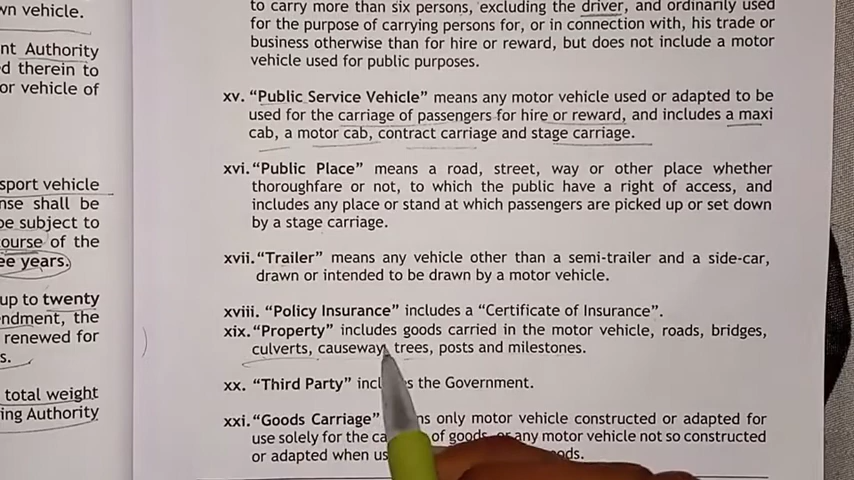 wn vehicle.
nt Authority
d therein to
or vehicle of
sport vehicle
nse shall be
be subject to
ourse of the
ee years.
up to twenty
endment, the
renewed for
s.
total weight
ing Authority
to carry more than six persons, excluding the driver, and ordinarily used
for the purpose of carrying persons for, or in connection with, his trade or
business otherwise than for hire or reward, but does not include a motor
vehicle used for public purposes.
xv. “Public Service Vehicle” means any motor vehicle used or adapted to be
used for the carriage of passengers for hire or reward, and includes a maxi
cab, a motor cab, contract carriage and stage carriage.
xvi. “Public Place” means a road, street, way or other place whether
thoroughfare or not, to which the public have a right of access, and
includes any place or stand at which passengers are picked up or set down
by a stage carriage.
xvii. “Trailer” means any vehicle other than a semi-trailer and a side-car,
drawn or intended to be drawn by a motor vehicle.
xviii. “Policy Insurance” includes a “Certificate of Insurance”.
xix. “Property” includes goods carried in the motor vehicle, roads, bridges,
culverts, causeway, trees, posts and milestones.
xx. “Third Party” includes the Government.
xxi. “Goods Carriage” only motor vehicle constructed or adapted for
use solely for the of goods, or any motor vehicle not so constructed
or adapted when